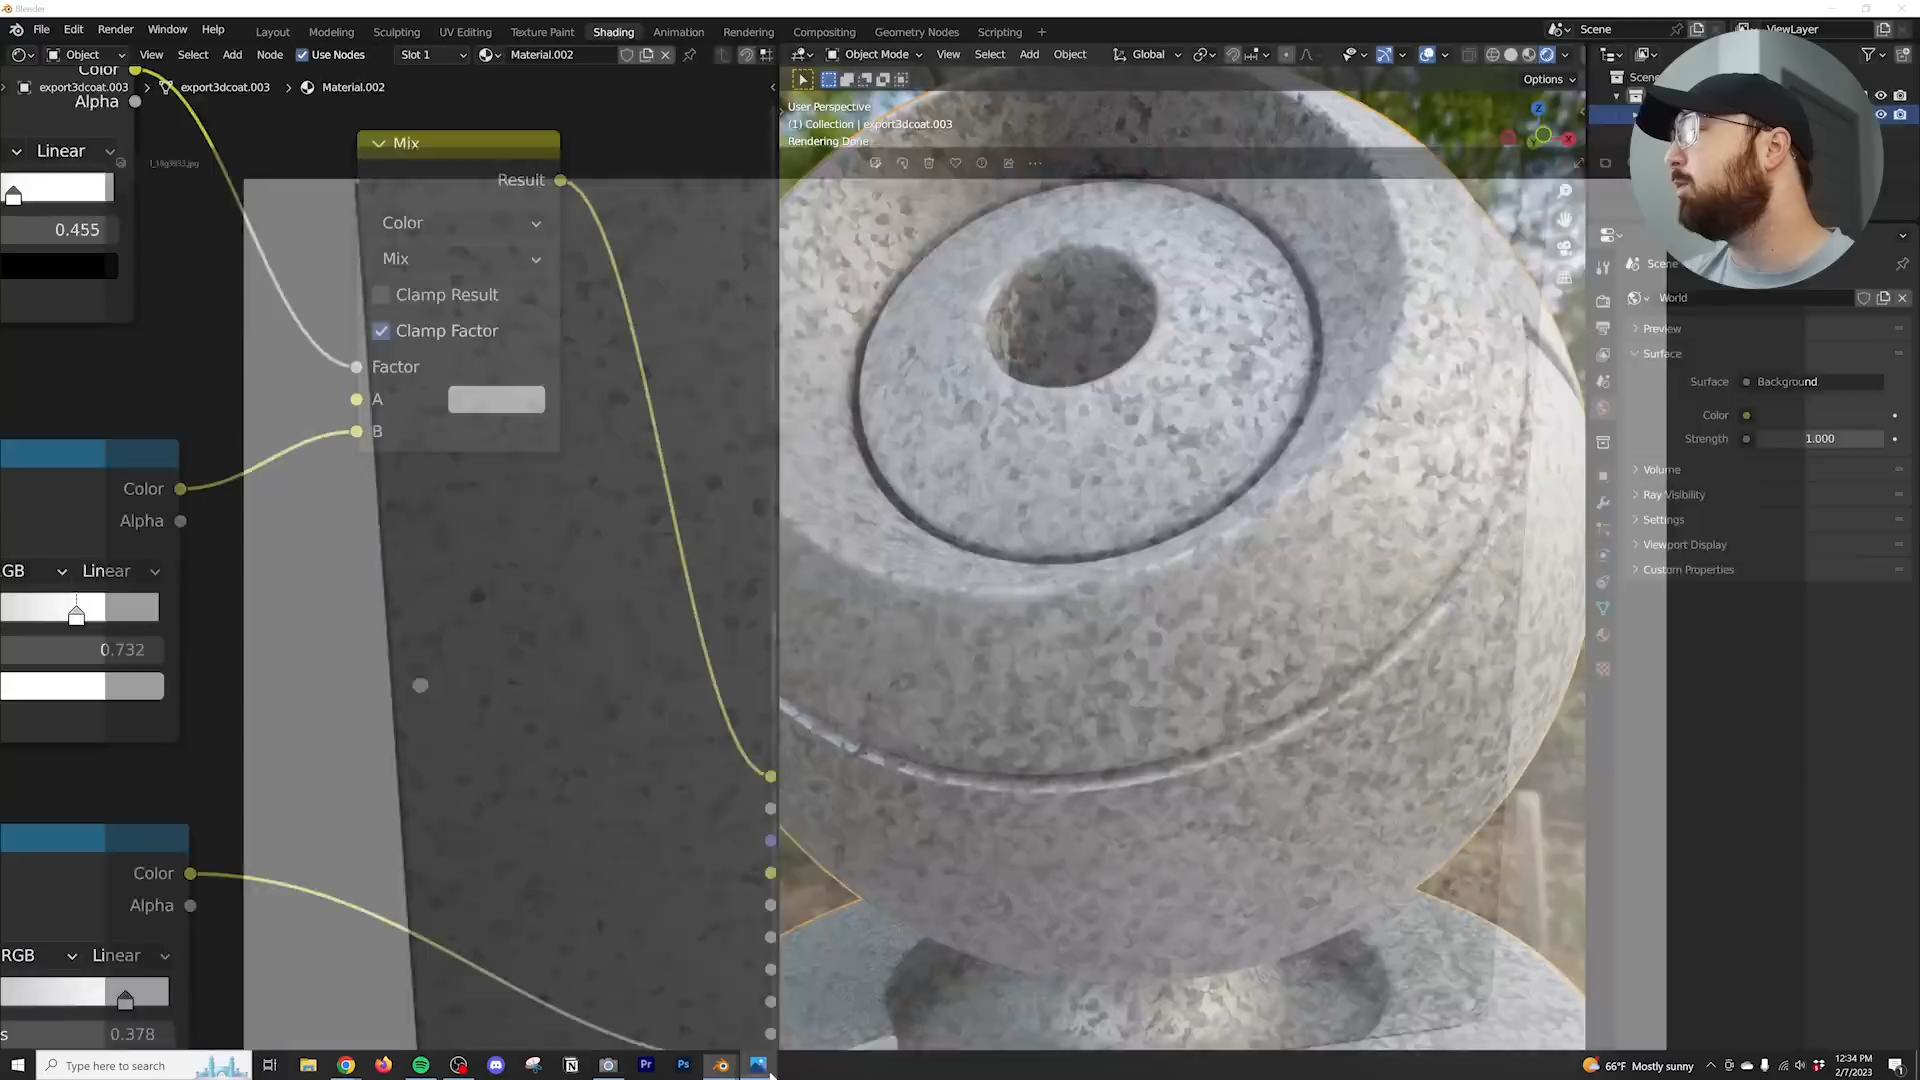 Blender
File Edit Render Window Help Layout Modeling Sculpting UV Editing Texture Paint Shading Animation Rendering Compositing Geometry Nodes Scripting + Scene ViewLayer
Object View Select Add Node Use Nodes Slot 1 Material.002 Object Mode View Select Add Object Global
Color
export3dcoat.003 > export3dcoat.003 > Material.002
Options
Scene
Alpha
User Perspective
(1) Collection | export3dcoat.003
Rendering Done
Linear
Mix
Result
0.455
Color
Mix
Clamp Result
Clamp Factor
Factor
A
B
Color
Alpha
GB Linear
0.732
Color
Alpha
RGB Linear
s 0.378
Scene
World
Preview
Surface
Surface Background
Color
Strength 1.000
Volume
Ray Visibility
Settings
Viewport Display
Custom Properties
Type here to search
Pr
Ps
66°F Mostly sunny
12:34 PM
2/7/2023